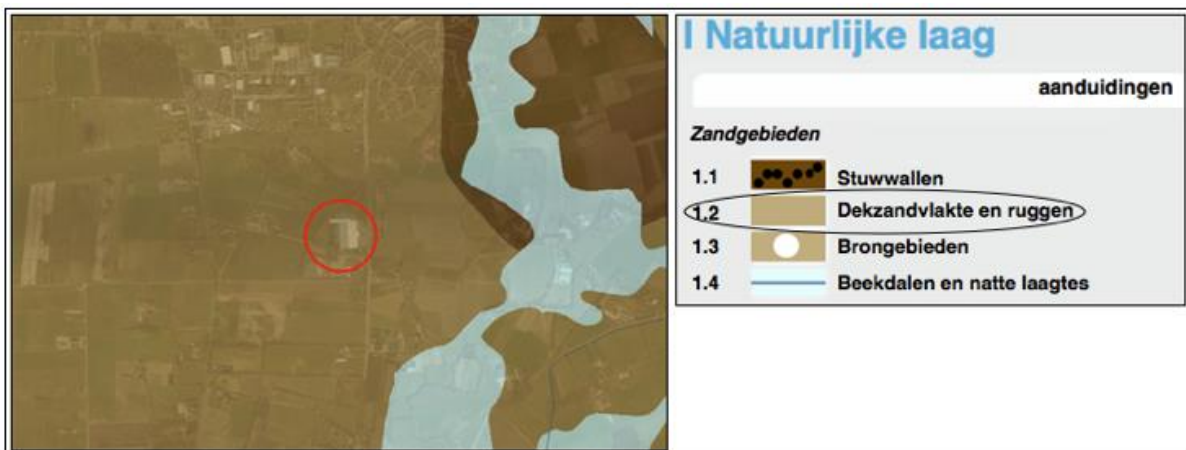 I Natuurlijke laag
aanduidingen
Zandgebieden
1.1 Stuwwallen
1.2 Dekzandvlakte en ruggen
1.3 Brongebieden
1.4 Beekdalen en natte laagtes